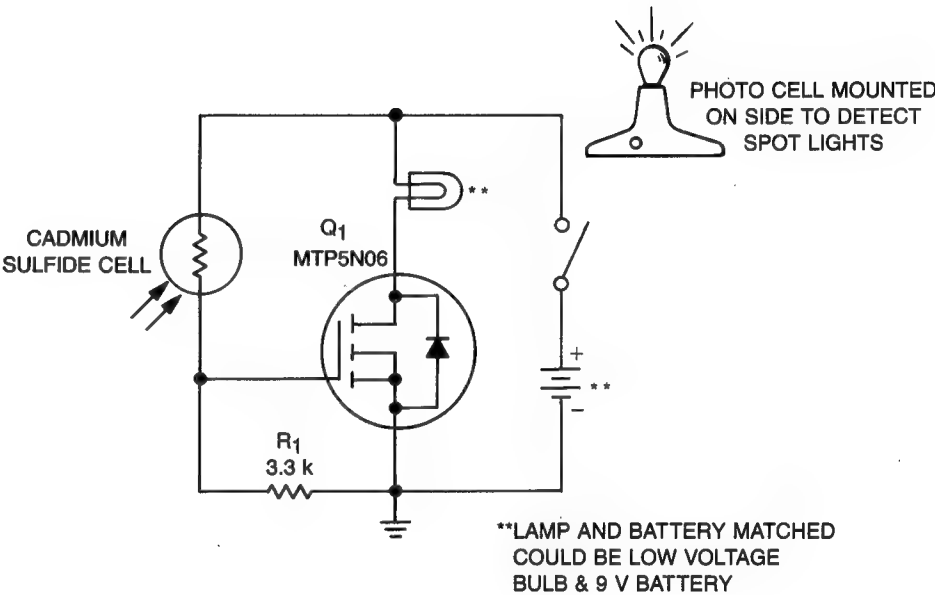 PHOTO CELL MOUNTED
ON SIDE TO DETECT
SPOT LIGHTS
**
CADMIUM
SULFIDE CELL
Q1
MTP5N06
+
**
-
R1
3.3 k
**LAMP AND BATTERY MATCHED
COULD BE LOW VOLTAGE
BULB & 9 V BATTERY